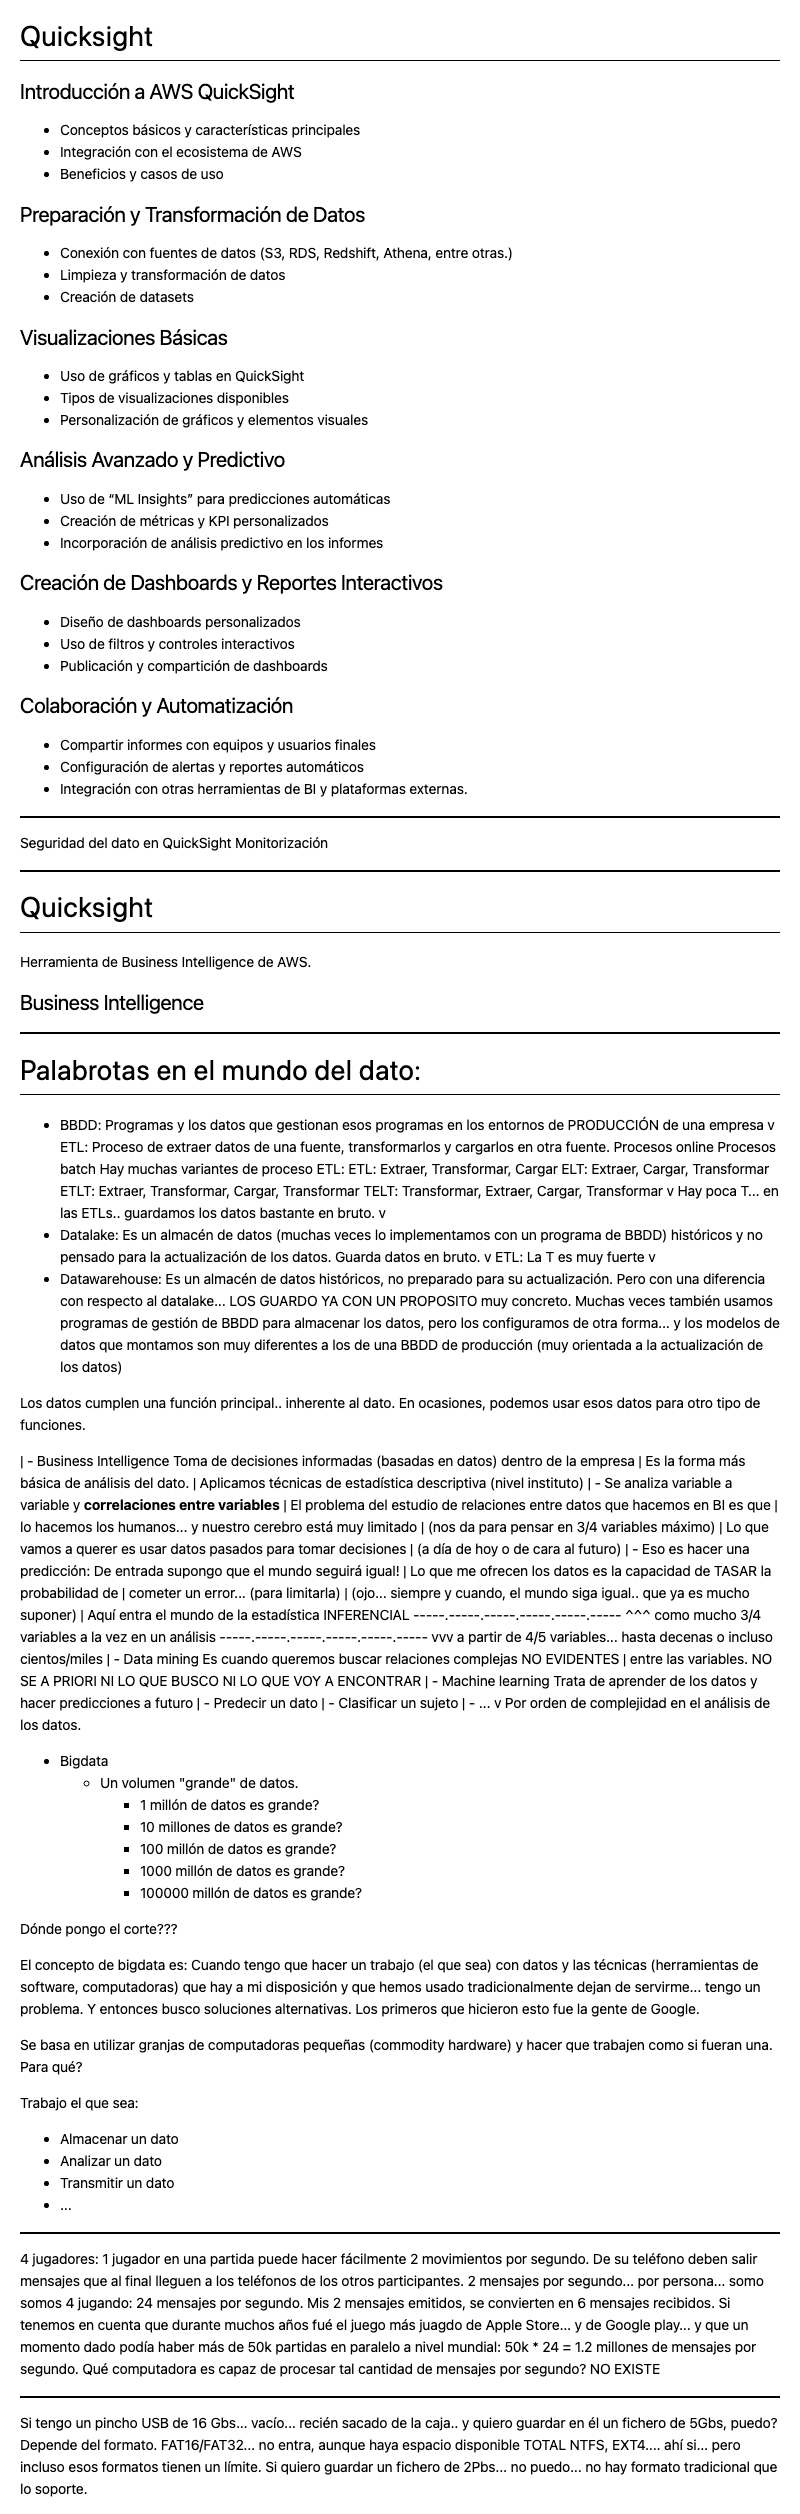 Quicksight
Introducción a AWS QuickSight
• Conceptos básicos y características principales
• Integración con el ecosistema de AWS
• Beneficios y casos de uso
Preparación y Transformación de Datos
• Conexión con fuentes de datos (S3, RDS, Redshift, Athena, entre otras.)
• Limpieza y transformación de datos
• Creación de datasets
Visualizaciones Básicas
• Uso de gráficos y tablas en QuickSight
• Tipos de visualizaciones disponibles
• Personalización de gráficos y elementos visuales
Análisis Avanzado y Predictivo
• Uso de “ML Insights” para predicciones automáticas
• Creación de métricas y KPI personalizados
• Incorporación de análisis predictivo en los informes
Creación de Dashboards y Reportes Interactivos
• Diseño de dashboards personalizados
• Uso de filtros y controles interactivos
• Publicación y compartición de dashboards
Colaboración y Automatización
• Compartir informes con equipos y usuarios finales
• Configuración de alertas y reportes automáticos
• Integración con otras herramientas de BI y plataformas externas.
Seguridad del dato en QuickSight Monitorización
Quicksight
Herramienta de Business Intelligence de AWS.
Business Intelligence
Palabrotas en el mundo del dato:
• BBDD: Programas y los datos que gestionan esos programas en los entornos de PRODUCCIÓN de una empresa v
ETL: Proceso de extraer datos de una fuente, transformarlos y cargarlos en otra fuente. Procesos online Procesos
batch Hay muchas variantes de proceso ETL: ETL: Extraer, Transformar, Cargar ELT: Extraer, Cargar, Transformar
ETLT: Extraer, Transformar, Cargar, Transformar TELT: Transformar, Extraer, Cargar, Transformar v Hay poca T... en
las ETLs.. guardamos los datos bastante en bruto. v
• Datalake: Es un almacén de datos (muchas veces lo implementamos con un programa de BBDD) históricos y no
pensado para la actualización de los datos. Guarda datos en bruto. v ETL: La T es muy fuerte v
• Datawarehouse: Es un almacén de datos históricos, no preparado para su actualización. Pero con una diferencia
con respecto al datalake... LOS GUARDO YA CON UN PROPOSITO muy concreto. Muchas veces también usamos
programas de gestión de BBDD para almacenar los datos, pero los configuramos de otra forma... y los modelos de
datos que montamos son muy diferentes a los de una BBDD de producción (muy orientada a la actualización de
los datos)
Los datos cumplen una función principal.. inherente al dato. En ocasiones, podemos usar esos datos para otro tipo de
funciones.
| - Business Intelligence Toma de decisiones informadas (basadas en datos) dentro de la empresa | Es la forma más
básica de análisis del dato. | Aplicamos técnicas de estadística descriptiva (nivel instituto) | - Se analiza variable a
variable y correlaciones entre variables | El problema del estudio de relaciones entre datos que hacemos en BI es que |
lo hacemos los humanos... y nuestro cerebro está muy limitado | (nos da para pensar en 3/4 variables máximo) | Lo que
vamos a querer es usar datos pasados para tomar decisiones | (a día de hoy o de cara al futuro) | - Eso es hacer una
predicción: De entrada supongo que el mundo seguirá igual! | Lo que me ofrecen los datos es la capacidad de TASAR la
probabilidad de | cometer un error... (para limitarla) | (ojo... siempre y cuando, el mundo siga igual.. que ya es mucho
suponer) | Aquí entra el mundo de la estadística INFERENCIAL -----.-----.-----.-----.-----.----- ^^^ como mucho 3/4
variables a la vez en un análisis -----.-----.-----.-----.-----.----- vvv a partir de 4/5 variables... hasta decenas o incluso
cientos/miles | - Data mining Es cuando queremos buscar relaciones complejas NO EVIDENTES | entre las variables. NO
SE A PRIORI NI LO QUE BUSCO NI LO QUE VOY A ENCONTRAR | - Machine learning Trata de aprender de los datos y
hacer predicciones a futuro | - Predecir un dato | - Clasificar un sujeto | - ... v Por orden de complejidad en el análisis de
los datos.
• Bigdata
◦ Un volumen "grande" de datos.
▪ 1 millón de datos es grande?
▪ 10 millones de datos es grande?
▪ 100 millón de datos es grande?
▪ 1000 millón de datos es grande?
▪ 100000 millón de datos es grande?
Dónde pongo el corte???
El concepto de bigdata es: Cuando tengo que hacer un trabajo (el que sea) con datos y las técnicas (herramientas de
software, computadoras) que hay a mi disposición y que hemos usado tradicionalmente dejan de servirme... tengo un
problema. Y entonces busco soluciones alternativas. Los primeros que hicieron esto fue la gente de Google.
Se basa en utilizar granjas de computadoras pequeñas (commodity hardware) y hacer que trabajen como si fueran una.
Para qué?
Trabajo el que sea:
• Almacenar un dato
• Analizar un dato
• Transmitir un dato
• ...
4 jugadores: 1 jugador en una partida puede hacer fácilmente 2 movimientos por segundo. De su teléfono deben salir
mensajes que al final lleguen a los teléfonos de los otros participantes. 2 mensajes por segundo... por persona... somo
somos 4 jugando: 24 mensajes por segundo. Mis 2 mensajes emitidos, se convierten en 6 mensajes recibidos. Si
tenemos en cuenta que durante muchos años fué el juego más juagdo de Apple Store... y de Google play... y que un
momento dado podía haber más de 50k partidas en paralelo a nivel mundial: 50k * 24 = 1.2 millones de mensajes por
segundo. Qué computadora es capaz de procesar tal cantidad de mensajes por segundo? NO EXISTE
Si tengo un pincho USB de 16 Gbs... vacío... recién sacado de la caja.. y quiero guardar en él un fichero de 5Gbs, puedo?
Depende del formato. FAT16/FAT32... no entra, aunque haya espacio disponible TOTAL NTFS, EXT4.... ahí si... pero
incluso esos formatos tienen un límite. Si quiero guardar un fichero de 2Pbs... no puedo... no hay formato tradicional que
lo soporte.